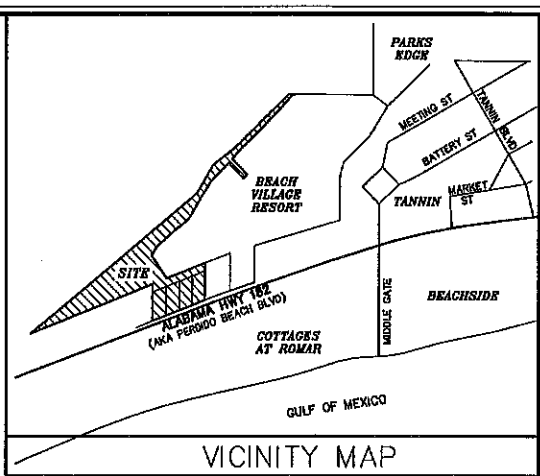 PARKS
EDGE
MEETING ST
TANNIN BLVD
BATTERY ST
BEACH
VILLAGE
RESORT
TANNIN
MARKET
ST
SITE
ALABAMA HWY 182
(AKA PERDIDO BEACH BLVD)
MIDDLE GATE
BEACHSIDE
COTTAGES
AT ROMAR
GULF OF MEXICO
VICINITY MAP